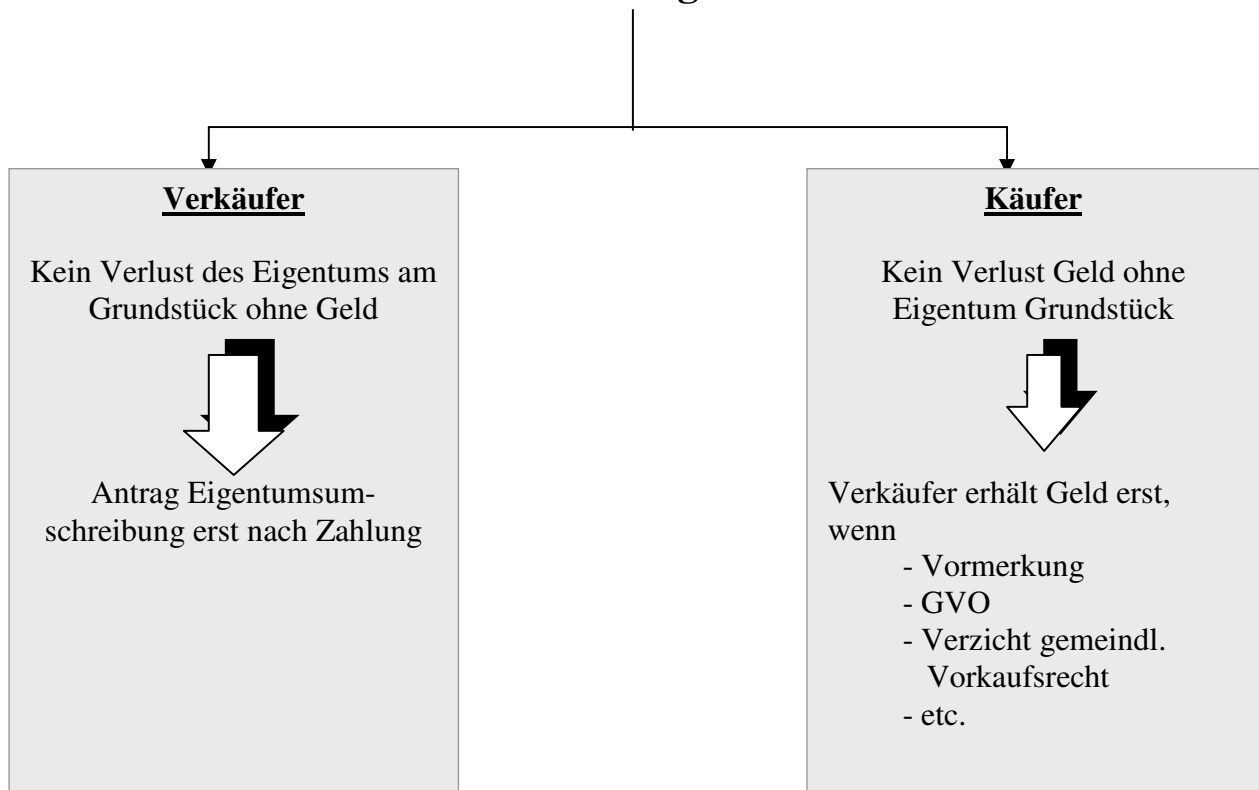 Verkäufer
Kein Verlust des Eigentums am
Grundstück ohne Geld
Antrag Eigentumsum-
schreibung erst nach Zahlung
Käufer
Kein Verlust Geld ohne
Eigentum Grundstück
Verkäufer erhält Geld erst,
wenn
- Vormerkung
- GVO
- Verzicht gemeindl.
Vorkaufsrecht
- etc.